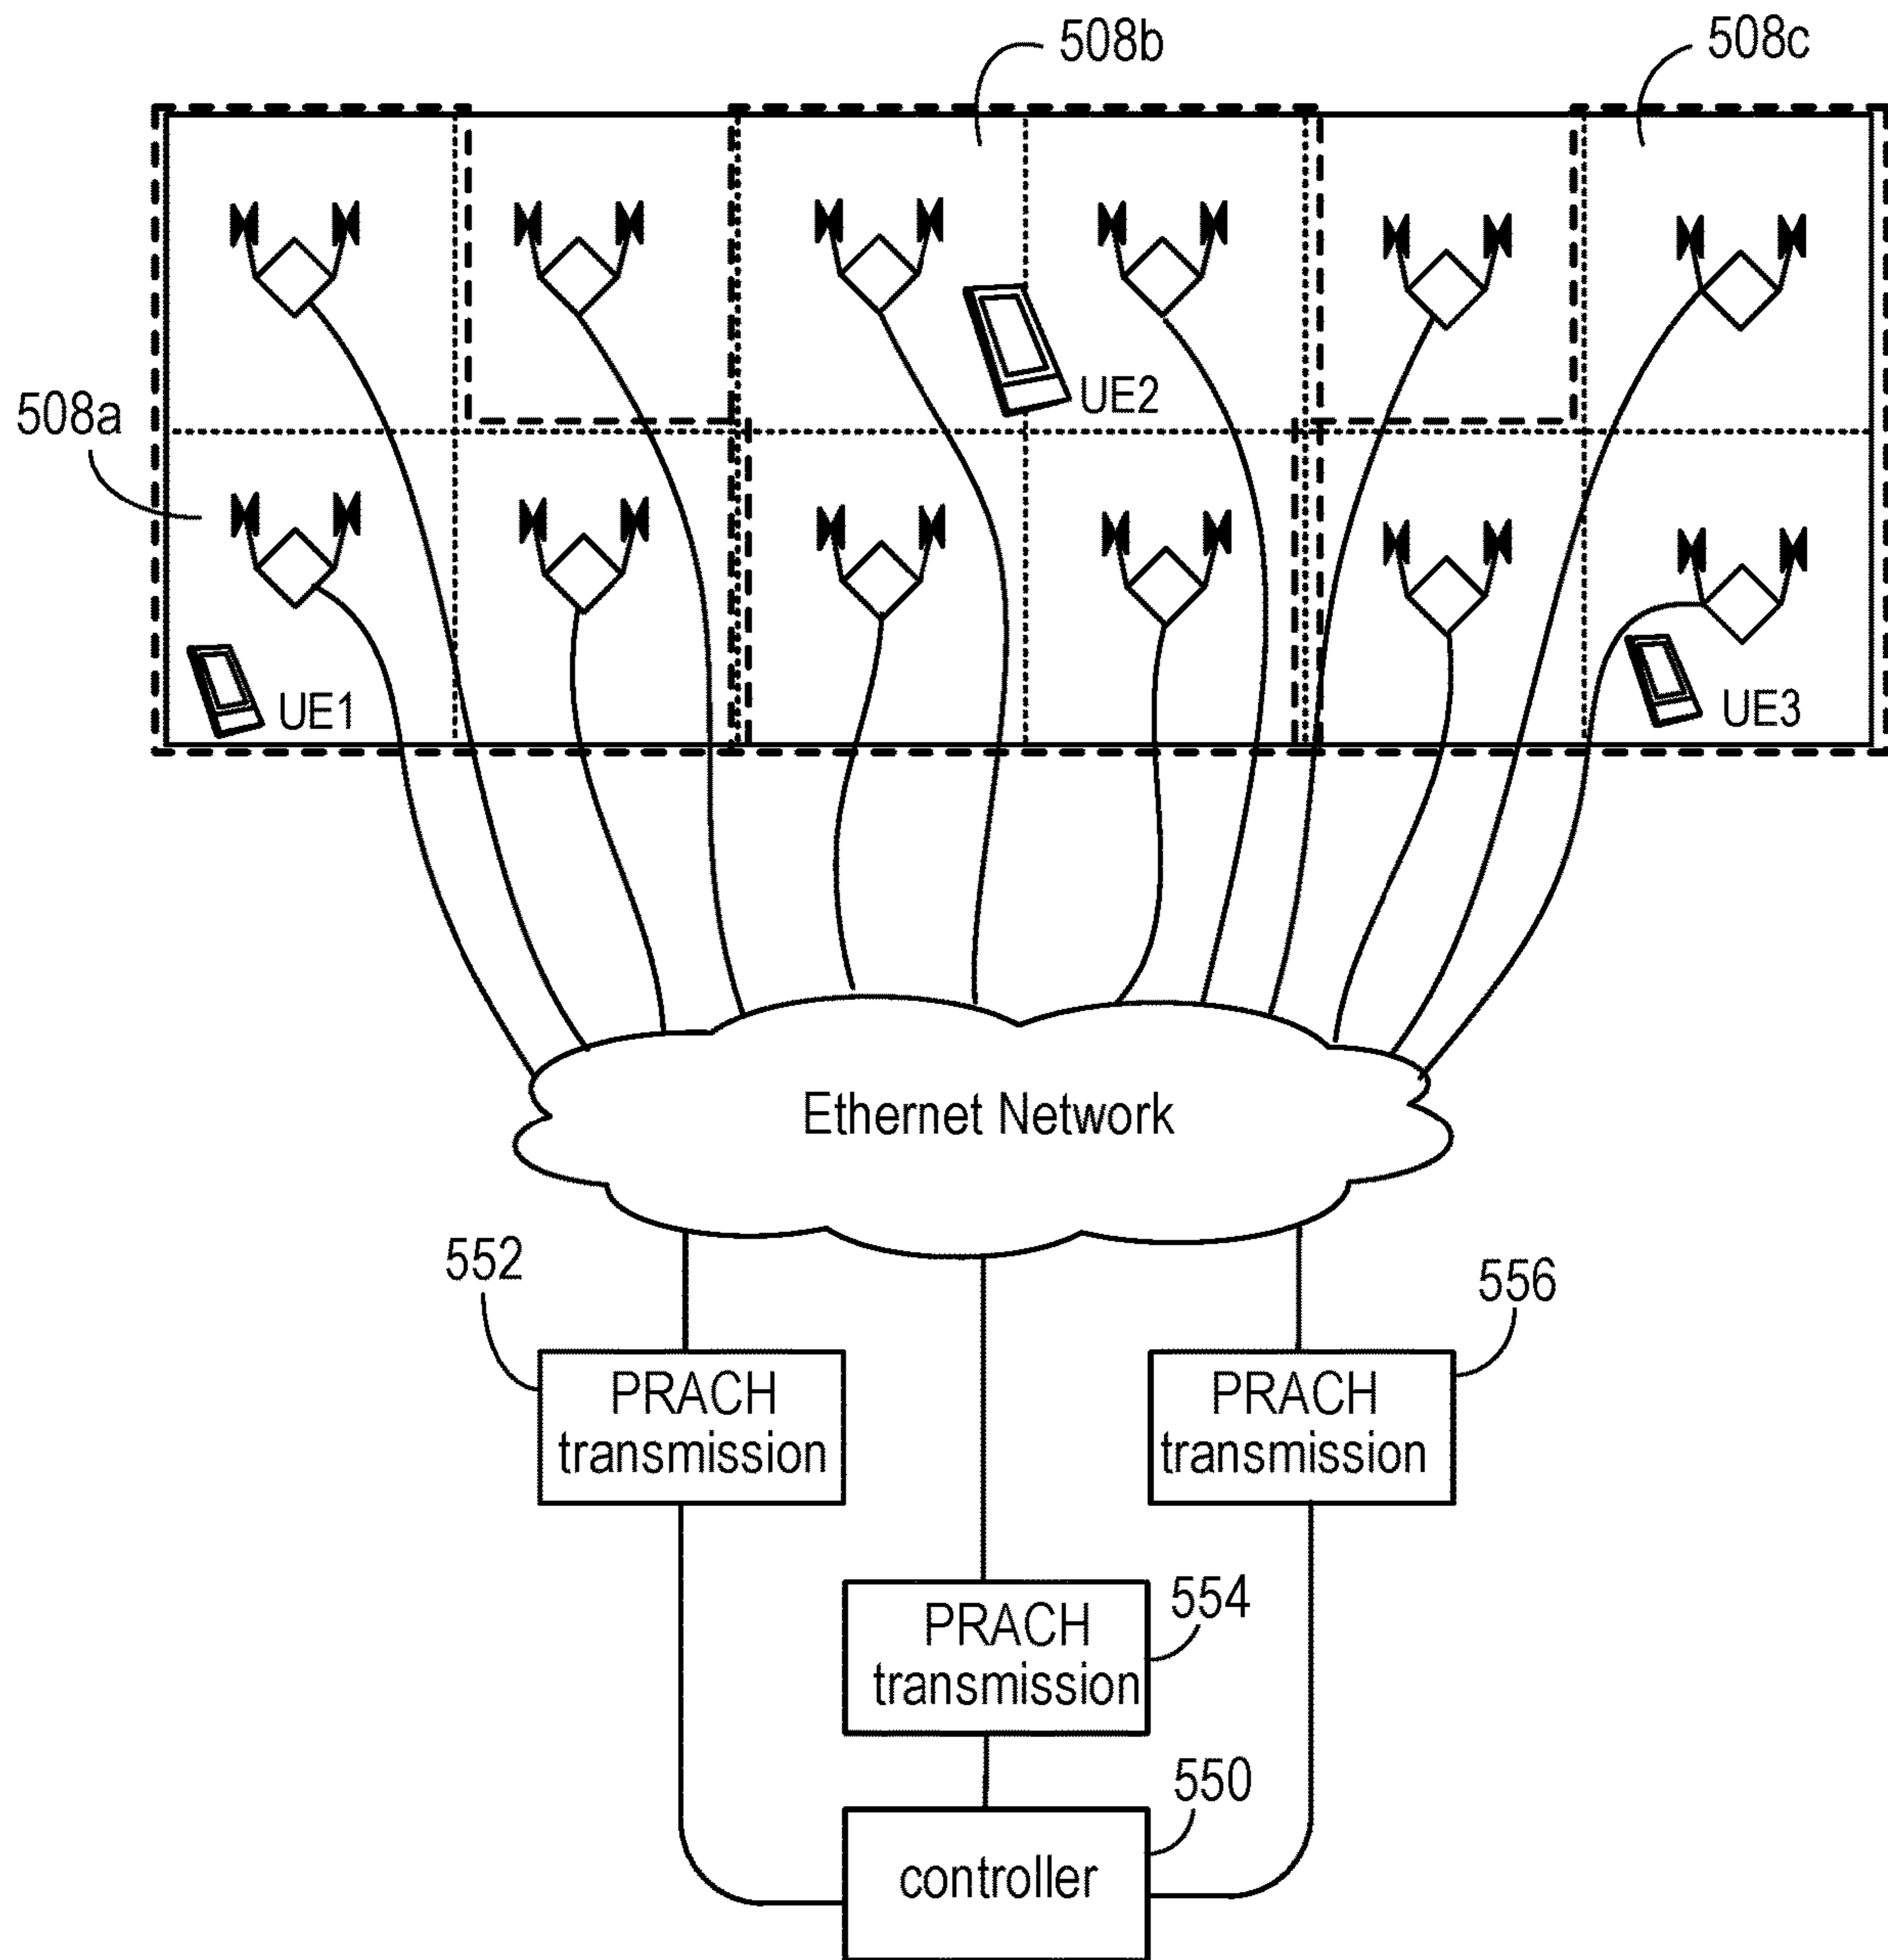 508b
508c
508a
UE2
UE1
UE3
Ethernet Network
552
556
PRACH
transmission
PRACH
transmission
554
PRACH
transmission
550
controller